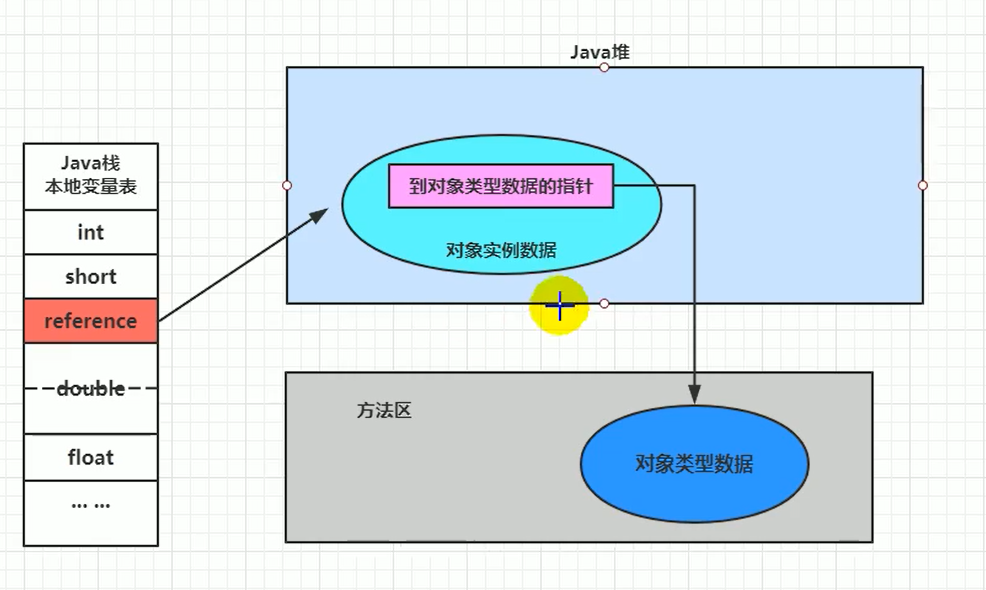 Java堆
Java栈
本地变量表
int
short
reference
double
float
... ...
到对象类型数据的指针
对象实例数据
方法区
对象类型数据